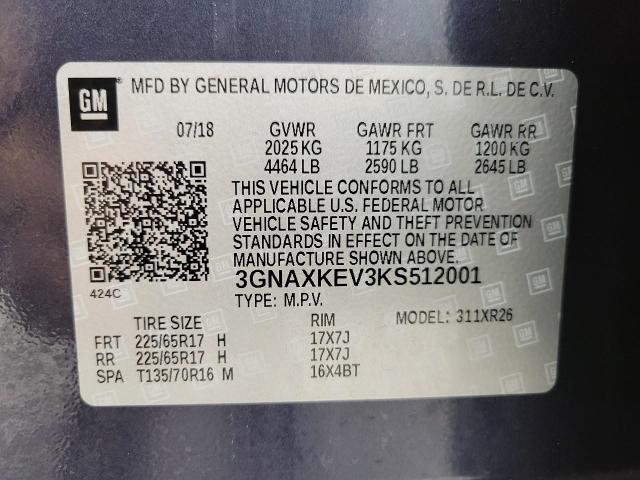 GM
MFD BY GENERAL MOTORS DE MEXICO, S. DE R.L. DE C.V.
07/18 GVWR GAWR FRT GAWR RR
2025 KG 1175 KG 1200 KG
4464 LB 2590 LB 2645 LB
THIS VEHICLE CONFORMS TO ALL
APPLICABLE U.S. FEDERAL MOTOR
VEHICLE SAFETY AND THEFT PREVENTION
STANDARDS IN EFFECT ON THE DATE OF
MANUFACTURE SHOWN ABOVE.
424C
3GNAXKEV3KS512001
TYPE: M.P.V.
TIRE SIZE RIM MODEL: 311XR26
FRT 225/65R17 H 17X7J
RR 225/65R17 H 17X7J
SPA T135/70R16 M 16X4BT